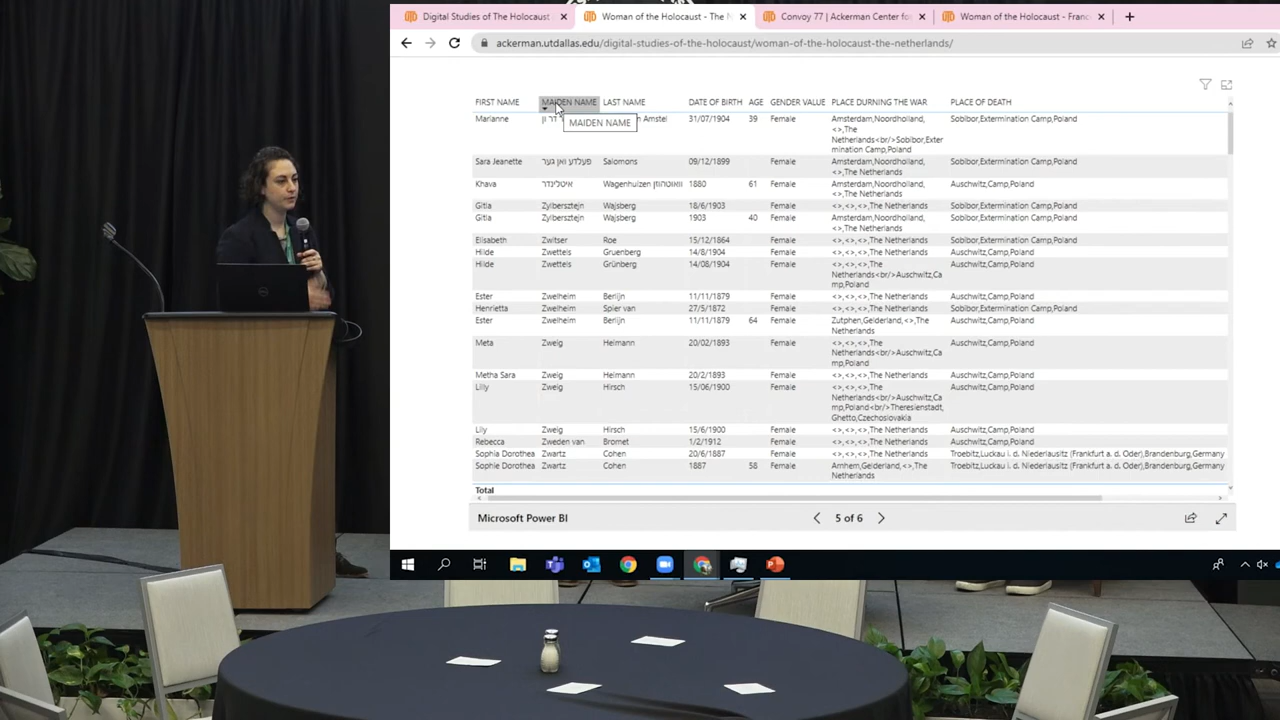 Digital Studies of The Holocaust
Woman of the Holocaust - The N
Convoy 77 | Ackerman Center fo
Woman of the Holocaust - Franc
ackerman.utdallas.edu/digital-studies-of-the-holocaust/woman-of-the-holocaust-the-netherlands/
FIRST NAME MAIDEN NAME LAST NAME DATE OF BIRTH AGE GENDER VALUE PLACE DURNING THE WAR PLACE OF DEATH
Marianne Amstel 31/07/1904 39 Female Amsterdam,Noordholland, Sobibor,Extermination Camp,Poland
MAIDEN NAME
<>,The
Netherlands<br/>Sobibor,Exter
mination Camp,Poland
Sara Jeanette פעלדע וואן גער Salomons 09/12/1899 Female Amsterdam,Noordholland, Sobibor,Extermination Camp,Poland
<>,The Netherlands
Khava איטלינדר Wagenhuizen 1880 61 Female Amsterdam,Noordholland, Auschwitz,Camp,Poland
<>,The Netherlands
Gitla Zylbersztejn Wajsberg 18/6/1903 Female <>,<>,<>,The Netherlands Sobibor,Extermination Camp,Poland
Gitla Zylbersztejn Wajsberg 1903 40 Female Amsterdam,Noordholland, Sobibor,Extermination Camp,Poland
<>,The Netherlands
Elisabeth Zwitser Roe 15/12/1864 Female <>,<>,<>,The Netherlands Sobibor,Extermination Camp,Poland
Hilde Zwettels Gruenberg 14/8/1904 Female <>,<>,<>,The Netherlands Auschwitz,Camp,Poland
Hilde Zwettels Grünberg 14/08/1904 Female <>,<>,<>,The Auschwitz,Camp,Poland
Netherlands<br/>Auschwitz,Ca
mp,Poland
Ester Zwelheim Berlijn 11/11/1879 Female <>,<>,<>,The Netherlands Auschwitz,Camp,Poland
Henrietta Zwelheim Spier van 27/5/1872 Female <>,<>,<>,The Netherlands Sobibor,Extermination Camp,Poland
Ester Zwelheim Berlijn 11/11/1879 64 Female Zutphen,Gelderland,<>,The Auschwitz,Camp,Poland
Netherlands
Meta Zweig Heimann 20/02/1893 Female <>,<>,<>,The Auschwitz,Camp,Poland
Netherlands<br/>Auschwitz,Ca
mp,Poland
Metha Sara Zweig Heimann 20/2/1893 Female <>,<>,<>,The Netherlands Auschwitz,Camp,Poland
Lilly Zweig Hirsch 15/06/1900 Female <>,<>,<>,The Auschwitz,Camp,Poland
Netherlands<br/>Auschwitz,Ca
mp,Poland<br/>Theresienstadt,
Ghetto,Czechoslovakia
Lily Zweig Hirsch 15/6/1900 Female <>,<>,<>,The Netherlands Auschwitz,Camp,Poland
Rebecca Zweden van Bromet 1/2/1912 Female <>,<>,<>,The Netherlands Auschwitz,Camp,Poland
Sophia Dorothea Zwartz Cohen 20/6/1887 Female <>,<>,<>,The Netherlands Troebitz,Luckau i. d. Niederlausitz (Frankfurt a. d. Oder),Brandenburg,Germany
Sophie Dorothea Zwartz Cohen 1887 58 Female Arnhem,Gelderland,<>,The Troebitz,Luckau i. d. Niederlausitz (Frankfurt a. d. Oder),Brandenburg,Germany
Netherlands
Total
Microsoft Power BI
5 of 6